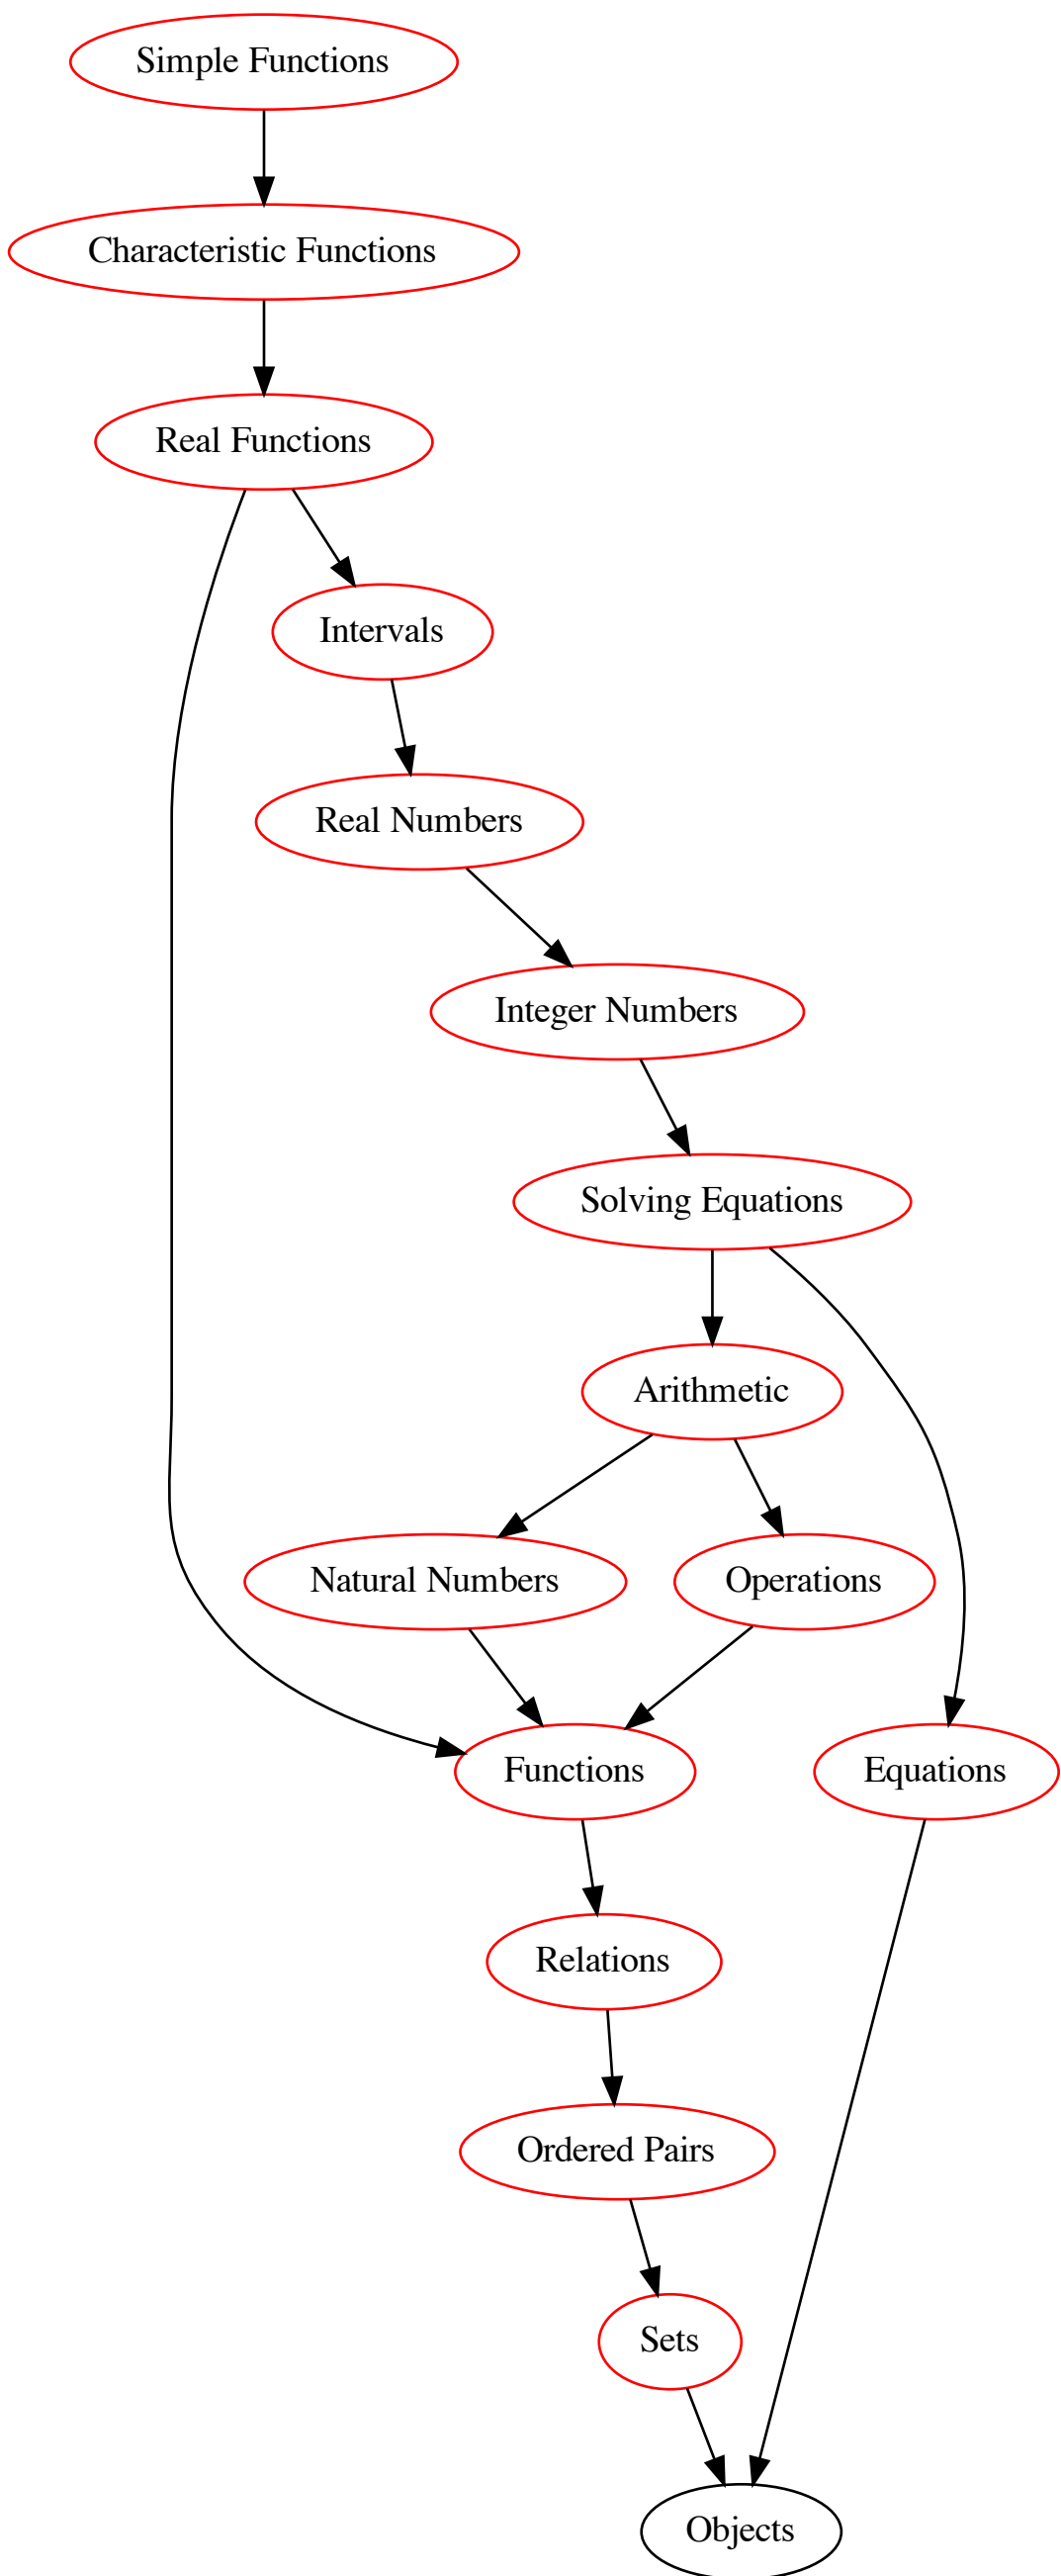 Simple Functions
Characteristic Functions
Real Functions
Intervals
Real Numbers
Integer Numbers
Solving Equations
Arithmetic
Natural Numbers
Operations
Functions
Equations
Relations
Ordered Pairs
Sets
Objects